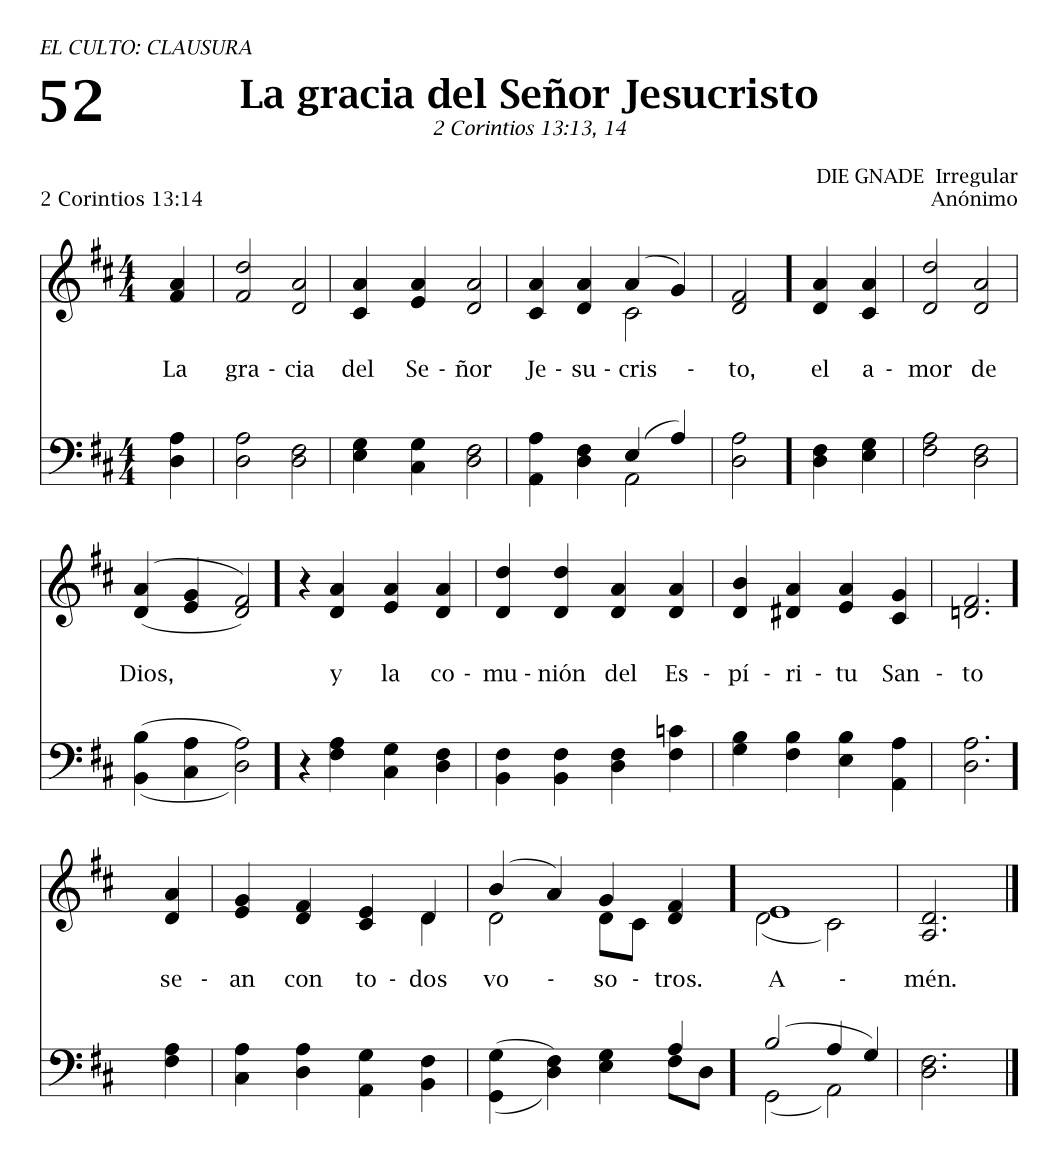 EL CULTO: CLAUSURA
52 La gracia del Señor Jesucristo
2 Corintios 13:13, 14
DIE GNADE Irregular
2 Corintios 13:14 Anónimo
La gra - cia del Se - ñor Je - su - cris - to, el a - mor de
Dios, y la co - mu - nión del Es - pí - ri - tu San - to
se - an con to - dos vo - so - tros. A - mén.